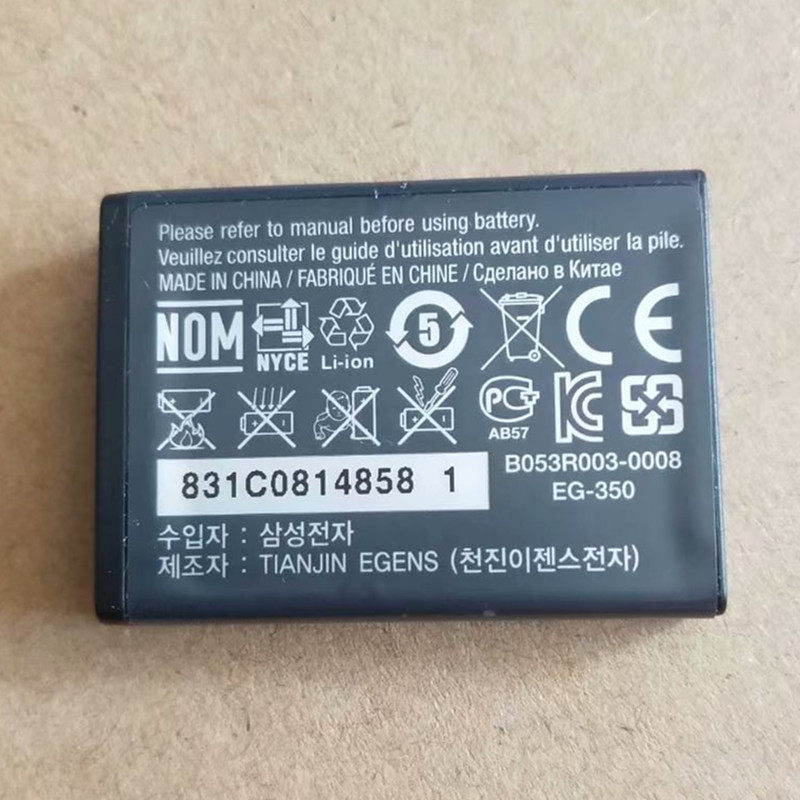 Please refer to manual before using battery.
Veuillez consulter le guide d'utilisation avant d'utiliser la pile.
MADE IN CHINA / FABRIQUÉ EN CHINE / Сделано в Китае
NOM NYCE Li-ion 5 CE
PCT AB57 KC
B053R003-0008
831C0814858 1 EG-350
수입자 : 삼성전자
제조자 : TIANJIN EGENS (천진이젠스전자)